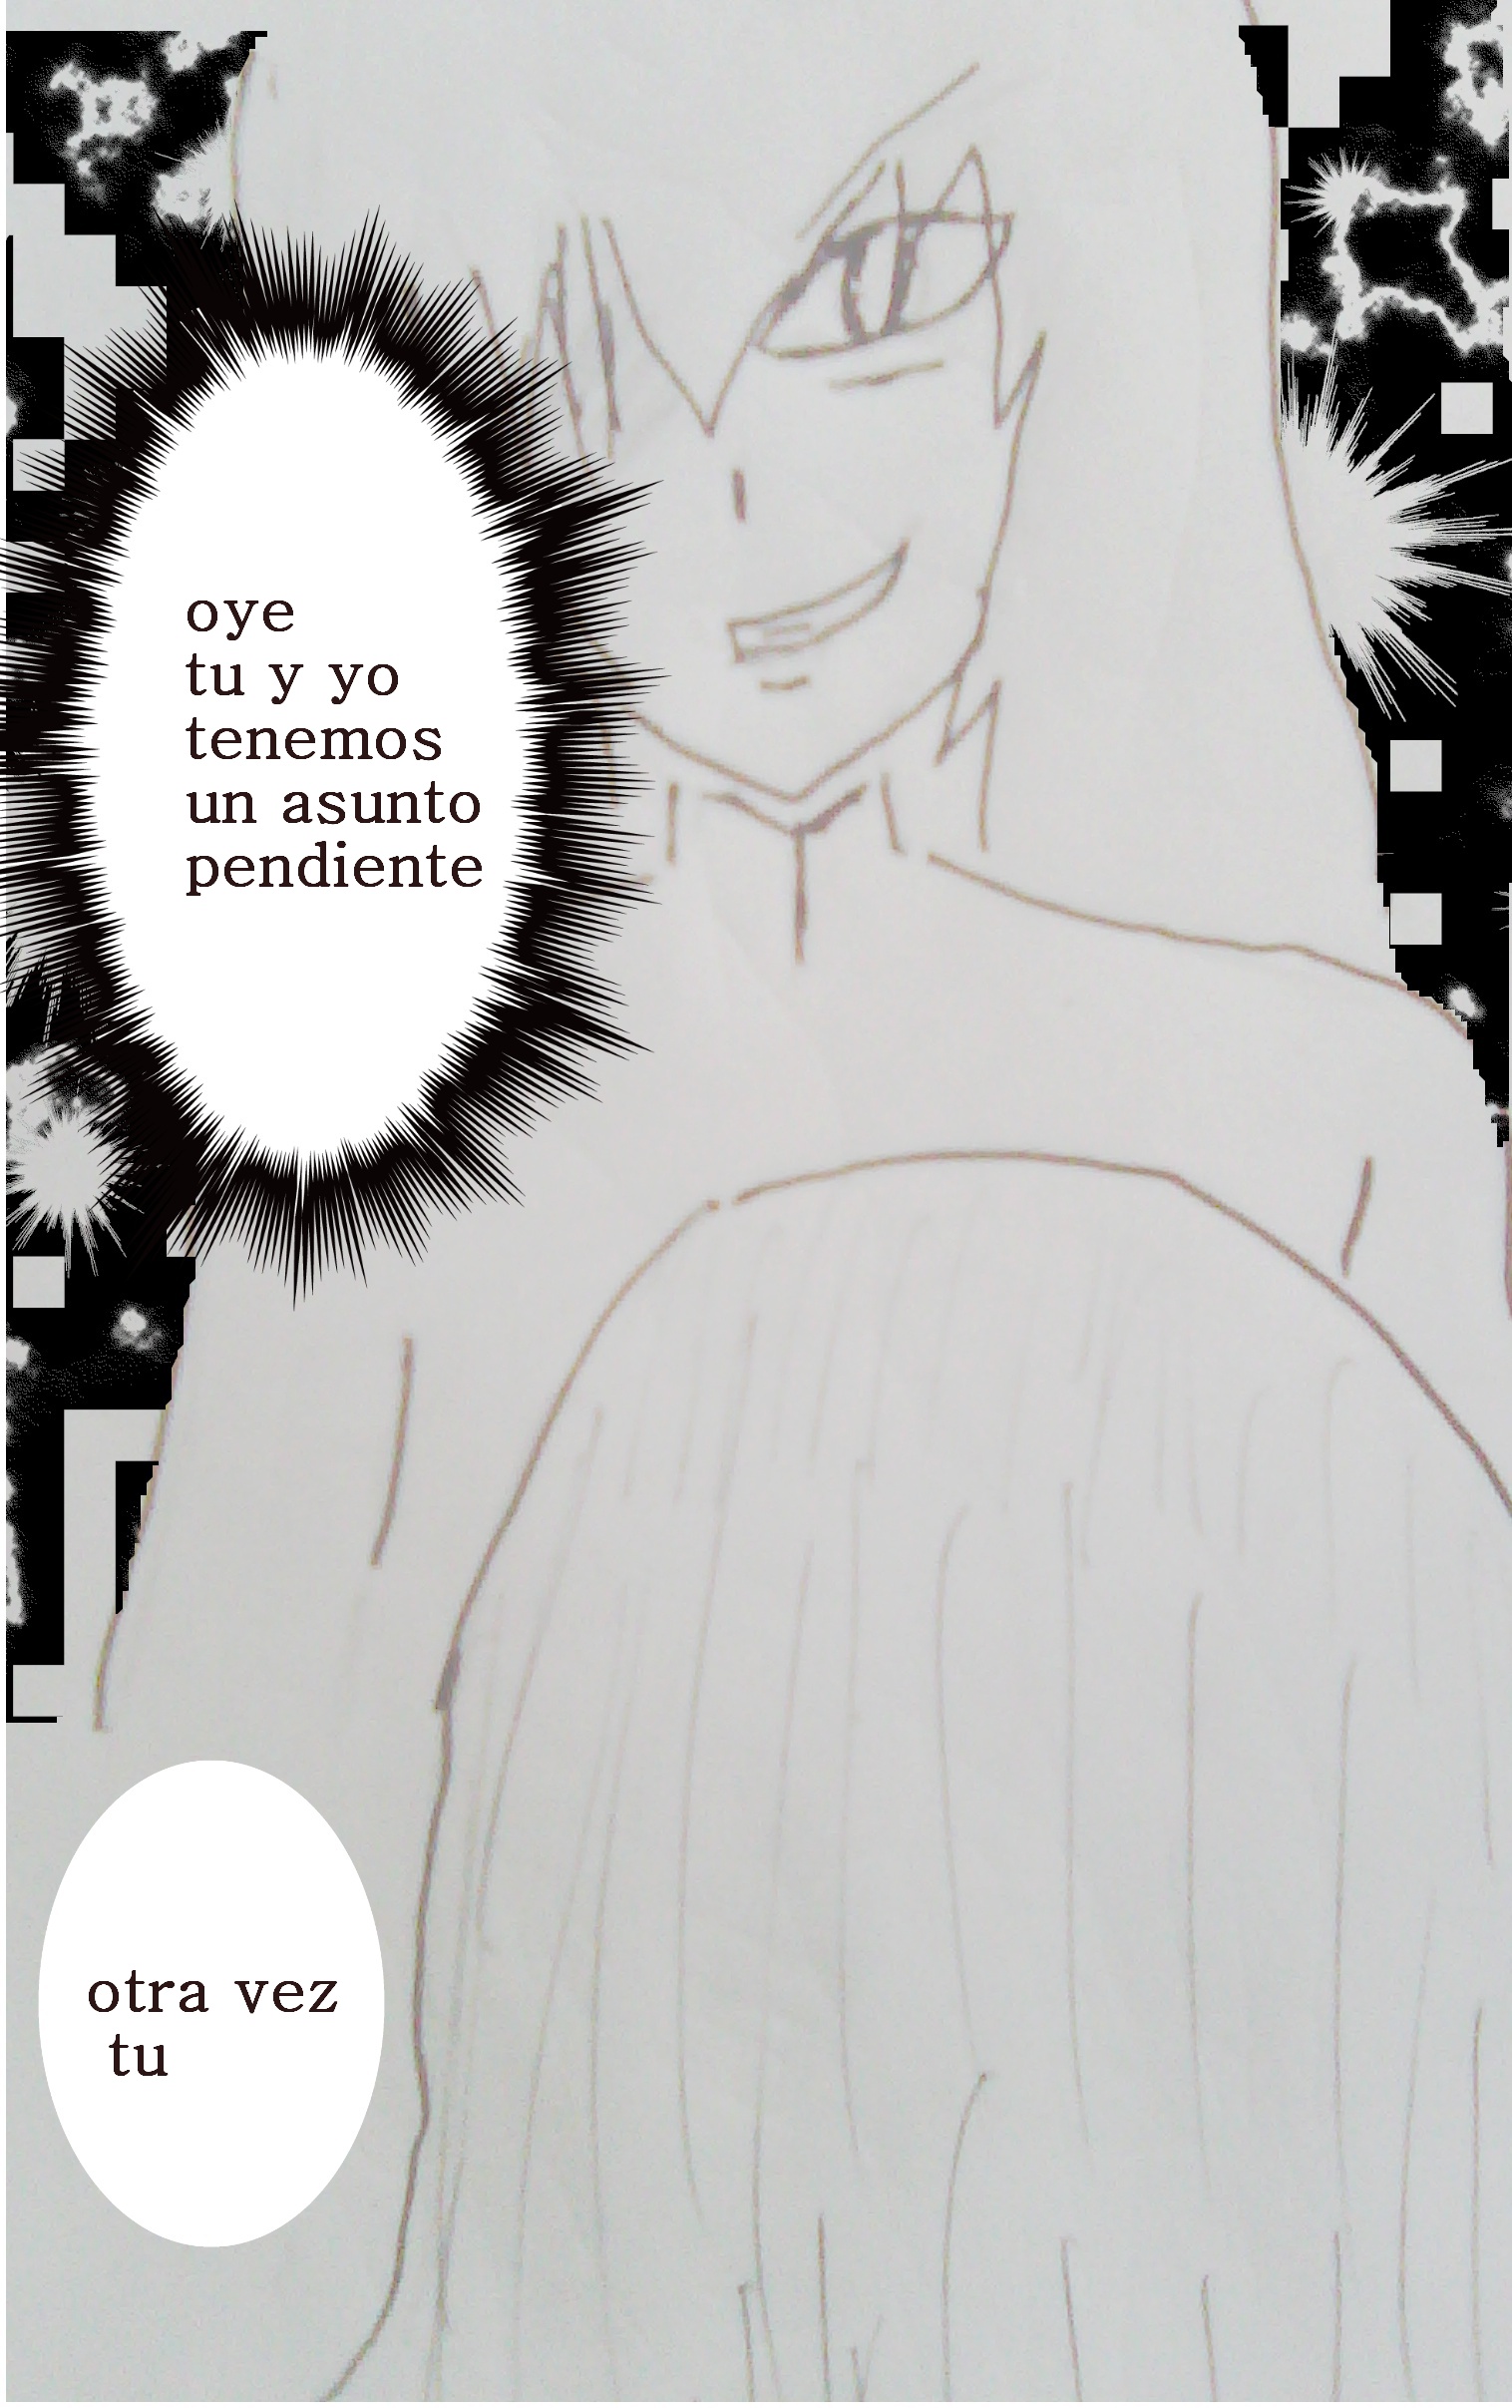 oye
tu y yo
tenemos
un asunto
pendiente
otra vez
tu